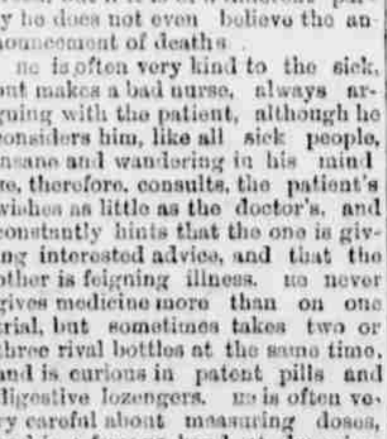 y he does not even believe the an-
nouncement of deaths .
He is often very kind to the sick,
but makes a bad nurse, always ar-
guing with the patient, although he
considers him, like all sick people,
insane and wandering in his mind
He, therefore, consults, the patient's
wishes as little as the doctor's, and
constantly hints that the one is giv-
ing interested advice, and that the
other is feigning illness. He never
gives medicine more than on one
trial, but sometimes takes two or
three rival bottles at the same time,
and is curious in patent pills and
digestive lozengers. He is often ve-
ry careful about measuring doses,